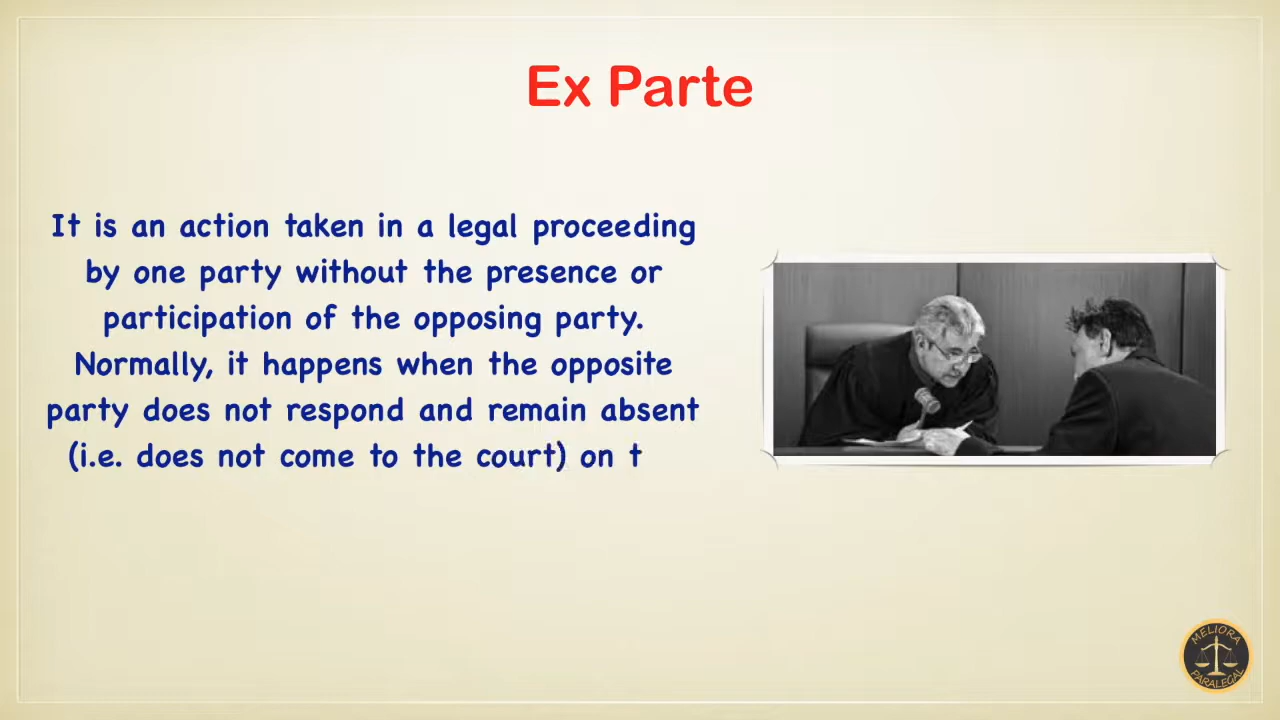 Ex Parte
It is an action taken in a legal proceeding
by one party without the presence or
participation of the opposing party.
Normally, it happens when the opposite
party does not respond and remain absent
(i.e. does not come to the court) on t
MELIORA
PARALEGAL